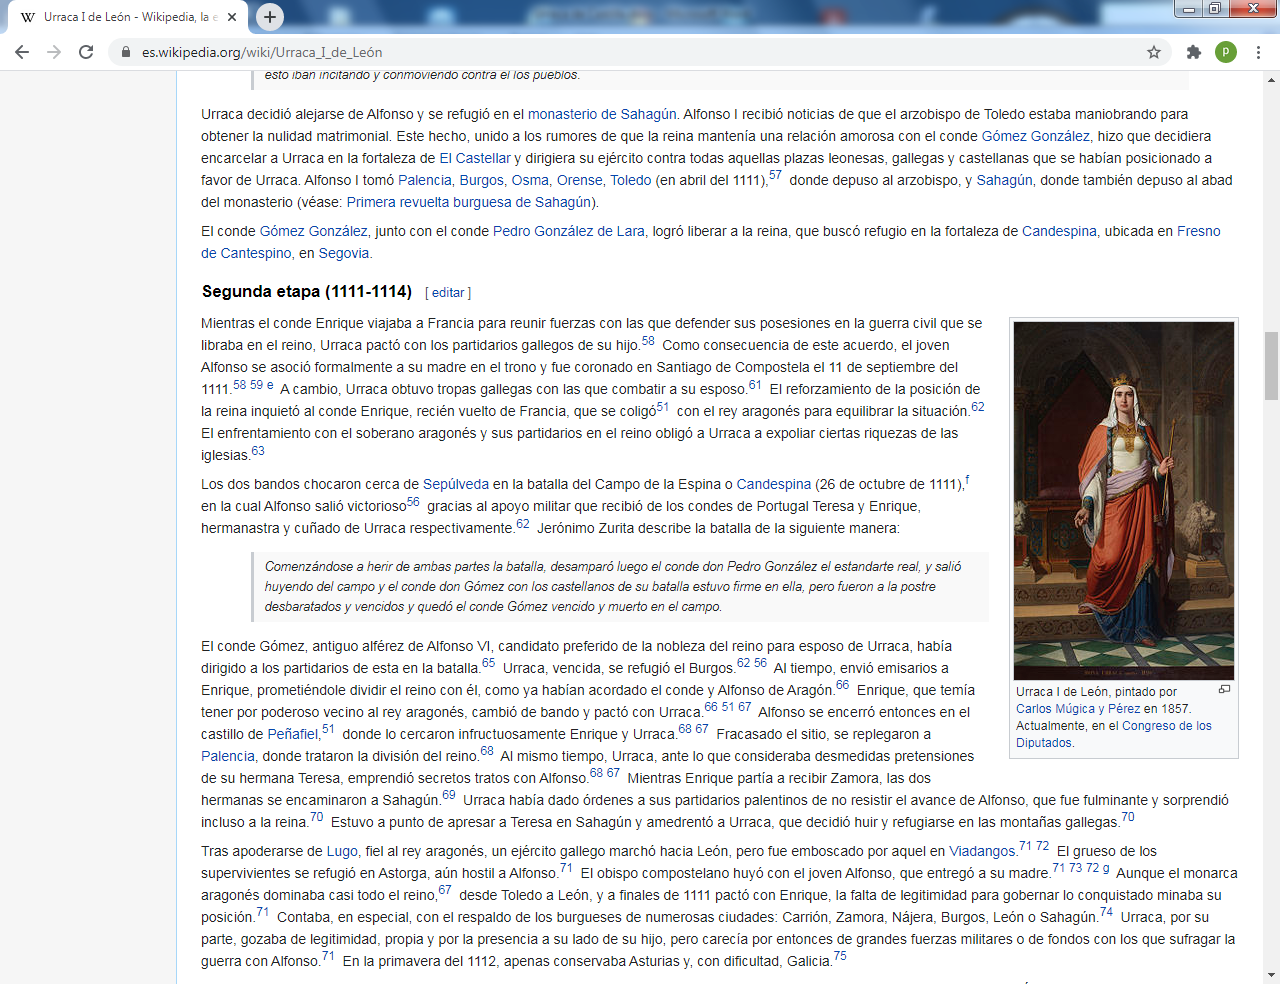 Urraca I de León - Wikipedia, la e
es.wikipedia.org/wiki/Urraca_I_de_León
p
esto iban incitando y conmoviendo contra él los pueblos.
Urraca decidió alejarse de Alfonso y se refugió en el monasterio de Sahagún. Alfonso I recibió noticias de que el arzobispo de Toledo estaba maniobrando para
obtener la nulidad matrimonial. Este hecho, unido a los rumores de que la reina mantenía una relación amorosa con el conde Gómez González, hizo que decidiera
encarcelar a Urraca en la fortaleza de El Castellar y dirigiera su ejército contra todas aquellas plazas leonesas, gallegas y castellanas que se habían posicionado a
favor de Urraca. Alfonso I tomó Palencia, Burgos, Osma, Orense, Toledo (en abril del 1111),57 donde depuso al arzobispo, y Sahagún, donde también depuso al abad
del monasterio (véase: Primera revuelta burguesa de Sahagún).
El conde Gómez González, junto con el conde Pedro González de Lara, logró liberar a la reina, que buscó refugio en la fortaleza de Candespina, ubicada en Fresno
de Cantespino, en Segovia.
Segunda etapa (1111-1114) [ editar ]
Mientras el conde Enrique viajaba a Francia para reunir fuerzas con las que defender sus posesiones en la guerra civil que se
libraba en el reino, Urraca pactó con los partidarios gallegos de su hijo.58 Como consecuencia de este acuerdo, el joven
Alfonso se asoció formalmente a su madre en el trono y fue coronado en Santiago de Compostela el 11 de septiembre del
1111.58 59 e A cambio, Urraca obtuvo tropas gallegas con las que combatir a su esposo.61 El reforzamiento de la posición de
la reina inquietó al conde Enrique, recién vuelto de Francia, que se coligó51 con el rey aragonés para equilibrar la situación.62
El enfrentamiento con el soberano aragonés y sus partidarios en el reino obligó a Urraca a expoliar ciertas riquezas de las
iglesias.63
Los dos bandos chocaron cerca de Sepúlveda en la batalla del Campo de la Espina o Candespina (26 de octubre de 1111),f
en la cual Alfonso salió victorioso56 gracias al apoyo militar que recibió de los condes de Portugal Teresa y Enrique,
hermanastra y cuñado de Urraca respectivamente.62 Jerónimo Zurita describe la batalla de la siguiente manera:
Comenzándose a herir de ambas partes la batalla, desamparó luego el conde don Pedro González el estandarte real, y salió
huyendo del campo y el conde don Gómez con los castellanos de su batalla estuvo firme en ella, pero fueron a la postre
desbaratados y vencidos y quedó el conde Gómez vencido y muerto en el campo.
El conde Gómez, antiguo alférez de Alfonso VI, candidato preferido de la nobleza del reino para esposo de Urraca, había
dirigido a los partidarios de esta en la batalla.65 Urraca, vencida, se refugió el Burgos.62 56 Al tiempo, envió emisarios a
Enrique, prometiéndole dividir el reino con él, como ya habían acordado el conde y Alfonso de Aragón.66 Enrique, que temía
tener por poderoso vecino al rey aragonés, cambió de bando y pactó con Urraca.66 51 67 Alfonso se encerró entonces en el
castillo de Peñafiel,51 donde lo cercaron infructuosamente Enrique y Urraca.68 67 Fracasado el sitio, se replegaron a
Palencia, donde trataron la división del reino.68 Al mismo tiempo, Urraca, ante lo que consideraba desmedidas pretensiones
de su hermana Teresa, emprendió secretos tratos con Alfonso.68 67 Mientras Enrique partía a recibir Zamora, las dos
hermanas se encaminaron a Sahagún.69 Urraca había dado órdenes a sus partidarios palentinos de no resistir el avance de Alfonso, que fue fulminante y sorprendió
incluso a la reina.70 Estuvo a punto de apresar a Teresa en Sahagún y amedrentó a Urraca, que decidió huir y refugiarse en las montañas gallegas.70
Urraca I de León, pintado por
Carlos Múgica y Pérez en 1857.
Actualmente, en el Congreso de los
Diputados.
Tras apoderarse de Lugo, fiel al rey aragonés, un ejército gallego marchó hacia León, pero fue emboscado por aquel en Viadangos.71 72 El grueso de los
supervivientes se refugió en Astorga, aún hostil a Alfonso.71 El obispo compostelano huyó con el joven Alfonso, que entregó a su madre.71 73 72 g Aunque el monarca
aragonés dominaba casi todo el reino,67 desde Toledo a León, y a finales de 1111 pactó con Enrique, la falta de legitimidad para gobernar lo conquistado minaba su
posición.71 Contaba, en especial, con el respaldo de los burgueses de numerosas ciudades: Carrión, Zamora, Nájera, Burgos, León o Sahagún.74 Urraca, por su
parte, gozaba de legitimidad, propia y por la presencia a su lado de su hijo, pero carecía por entonces de grandes fuerzas militares o de fondos con los que sufragar la
guerra con Alfonso.71 En la primavera del 1112, apenas conservaba Asturias y, con dificultad, Galicia.75